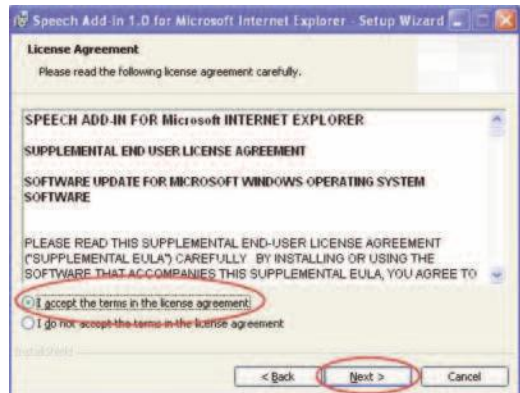 Speech Add-in 1.0 for Microsoft Internet Explorer - Setup Wizard
License Agreement
Please read the following license agreement carefully.
SPEECH ADD-IN FOR Microsoft INTERNET EXPLORER
SUPPLEMENTAL END USER LICENSE AGREEMENT
SOFTWARE UPDATE FOR MICROSOFT WINDOWS OPERATING SYSTEM
SOFTWARE
PLEASE READ THIS SUPPLEMENTAL END-USER LICENSE AGREEMENT
("SUPPLEMENTAL EULA") CAREFULLY. BY INSTALLING OR USING THE
SOFTWARE THAT ACCOMPANIES THIS SUPPLEMENTAL EULA, YOU AGREE TO
I accept the terms in the license agreement
I do not accept the terms in the license agreement
InstallShield
< Back Next > Cancel